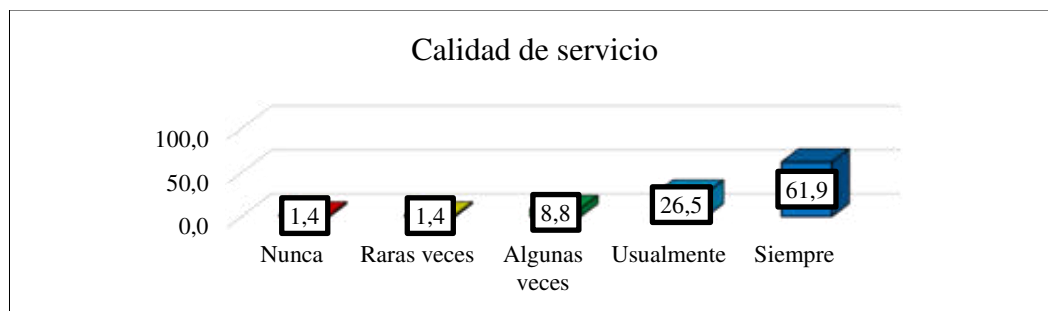 Calidad de servicio
100,0
50,0
0,0
1,4
1,4
8,8
26,5
61,9
Nunca
Raras veces
Algunas
veces
Usualmente
Siempre